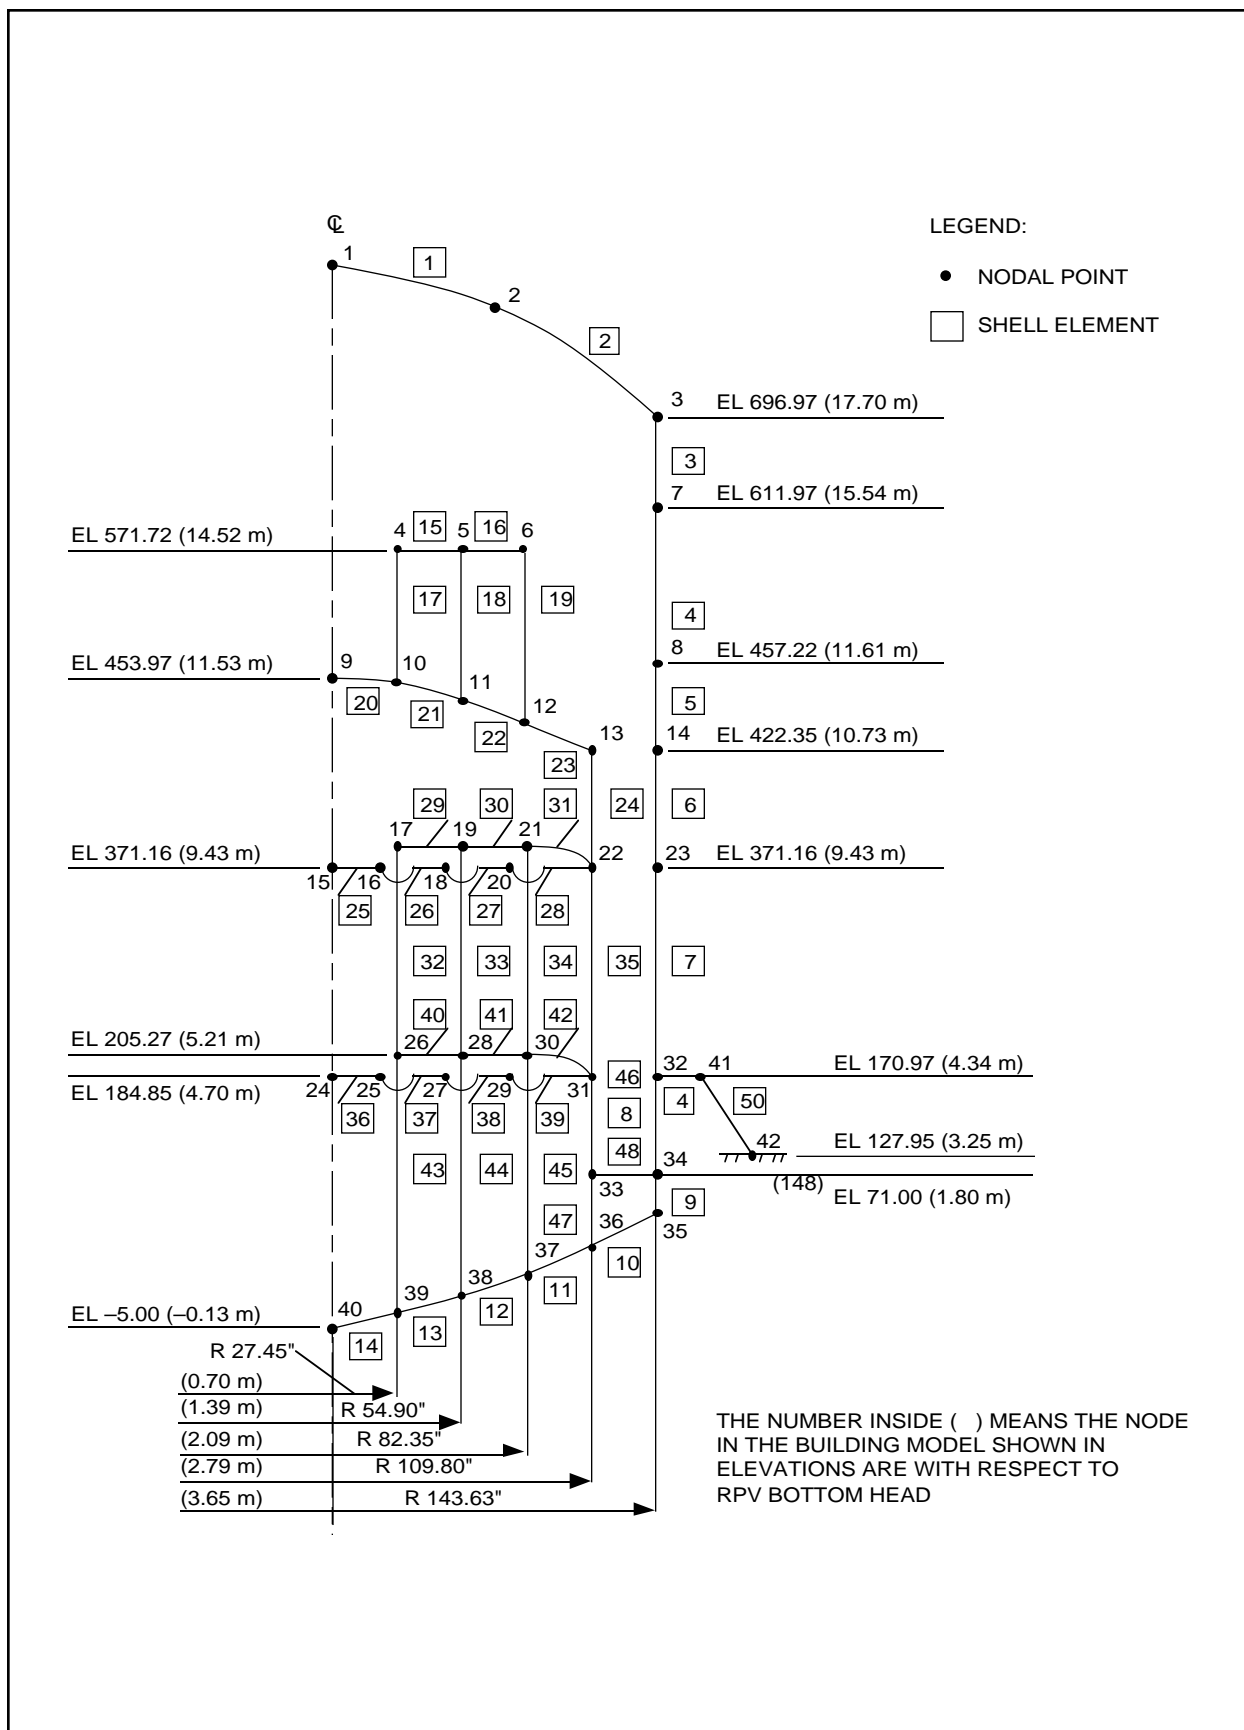 ℄
LEGEND:
1
1
NODAL POINT
2
SHELL ELEMENT
2
3 EL 696.97 (17.70 m)
3
7 EL 611.97 (15.54 m)
EL 571.72 (14.52 m) 4 15 5 16 6
17 18 19
4
8 EL 457.22 (11.61 m)
EL 453.97 (11.53 m) 9 10
20 21 11 5
22 12
13 14 EL 422.35 (10.73 m)
23
29 30 31 24 6
17 19 21
EL 371.16 (9.43 m) 22 23 EL 371.16 (9.43 m)
15 16 18 20
25 26 27 28
32 33 34 35 7
40 41 42
EL 205.27 (5.21 m) 26 28 30
32 41 EL 170.97 (4.34 m)
46
EL 184.85 (4.70 m) 24 25 27 29 31
36 37 38 39 8 4 50
42 EL 127.95 (3.25 m)
48
43 44 45 34
33 (148) EL 71.00 (1.80 m)
9
47 36 35
37 10
38 11
EL –5.00 (–0.13 m) 40 39 12
14 13
R 27.45"
(0.70 m)
(1.39 m) R 54.90"
(2.09 m) R 82.35"
(2.79 m) R 109.80"
(3.65 m) R 143.63"
THE NUMBER INSIDE ( ) MEANS THE NODE
IN THE BUILDING MODEL SHOWN IN
ELEVATIONS ARE WITH RESPECT TO
RPV BOTTOM HEAD